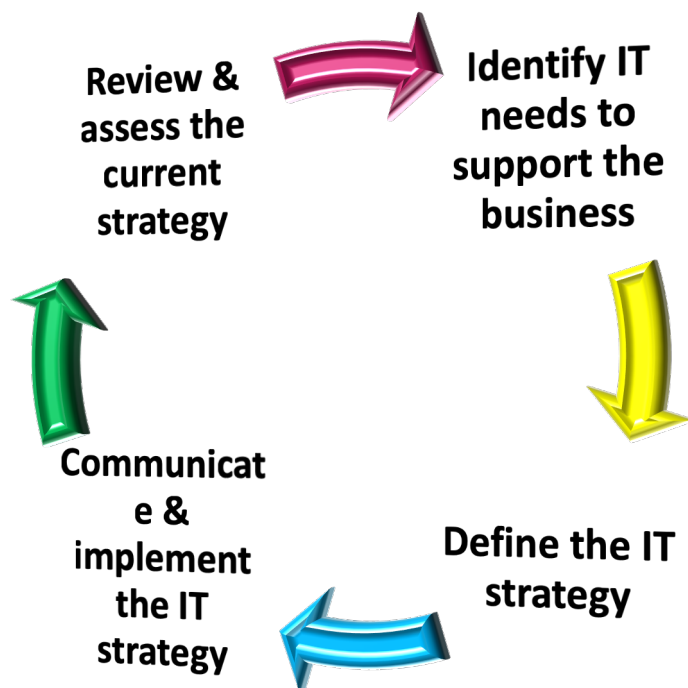 Review &
assess the
current
strategy
Identify IT
needs to
support the
business
Define the IT
strategy
Communicat
e &
implement
the IT
strategy